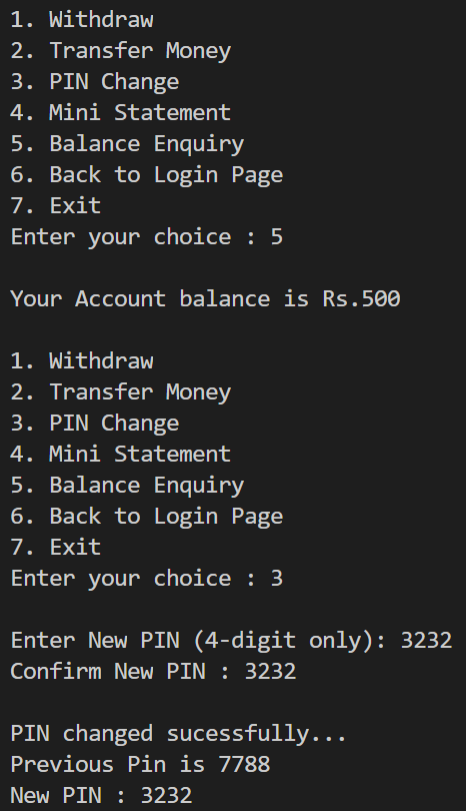 1. Withdraw
2. Transfer Money
3. PIN Change
4. Mini Statement
5. Balance Enquiry
6. Back to Login Page
7. Exit
Enter your choice : 5
Your Account balance is Rs.500
1. Withdraw
2. Transfer Money
3. PIN Change
4. Mini Statement
5. Balance Enquiry
6. Back to Login Page
7. Exit
Enter your choice : 3
Enter New PIN (4-digit only): 3232
Confirm New PIN : 3232
PIN changed sucessfully...
Previous Pin is 7788
New PIN : 3232